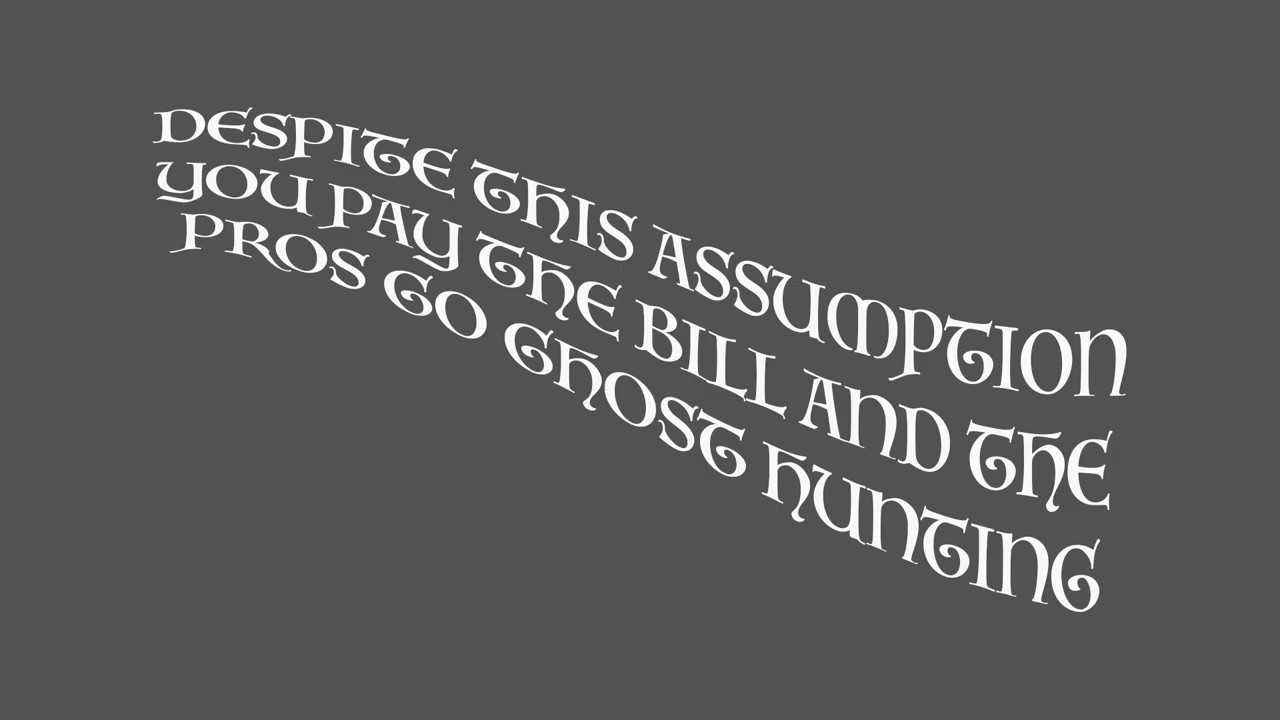 DESPITE THIS ASSUMPTION
YOU PAY THE BILL AND THE
PROS GO GHOST HUNTING